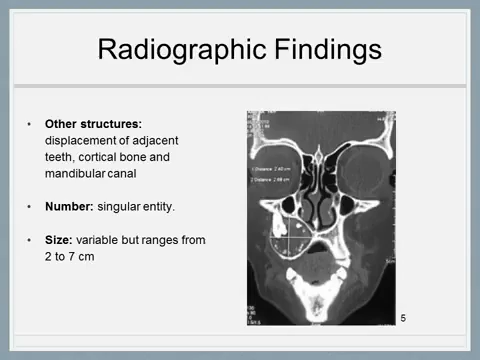 Radiographic Findings
• Other structures:
displacement of adjacent
teeth, cortical bone and
mandibular canal
• Number: singular entity.
• Size: variable but ranges from
2 to 7 cm
5